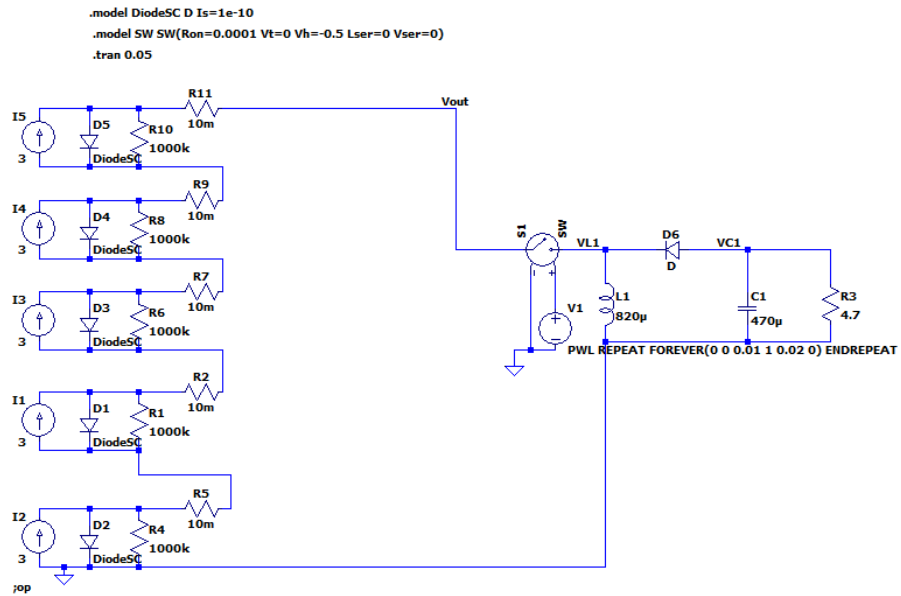 .model DiodeSC D Is=1e-10
.model SW SW(Ron=0.0001 Vt=0 Vh=-0.5 Lser=0 Vser=0)
.tran 0.05
R11
10m
Vout
I5
3
D5
DiodeSC
R10
1000k
R9
10m
I4
3
D4
DiodeSC
R8
1000k
R7
10m
I3
3
D3
DiodeSC
R6
1000k
R2
10m
I1
3
D1
DiodeSC
R1
1000k
R5
10m
I2
3
D2
DiodeSC
R4
1000k
;op
S1
SW
VL1
D6
D
VC1
V1
L1
820µ
C1
470µ
R3
4.7
PWL REPEAT FOREVER(0 0 0.01 1 0.02 0) ENDREPEAT